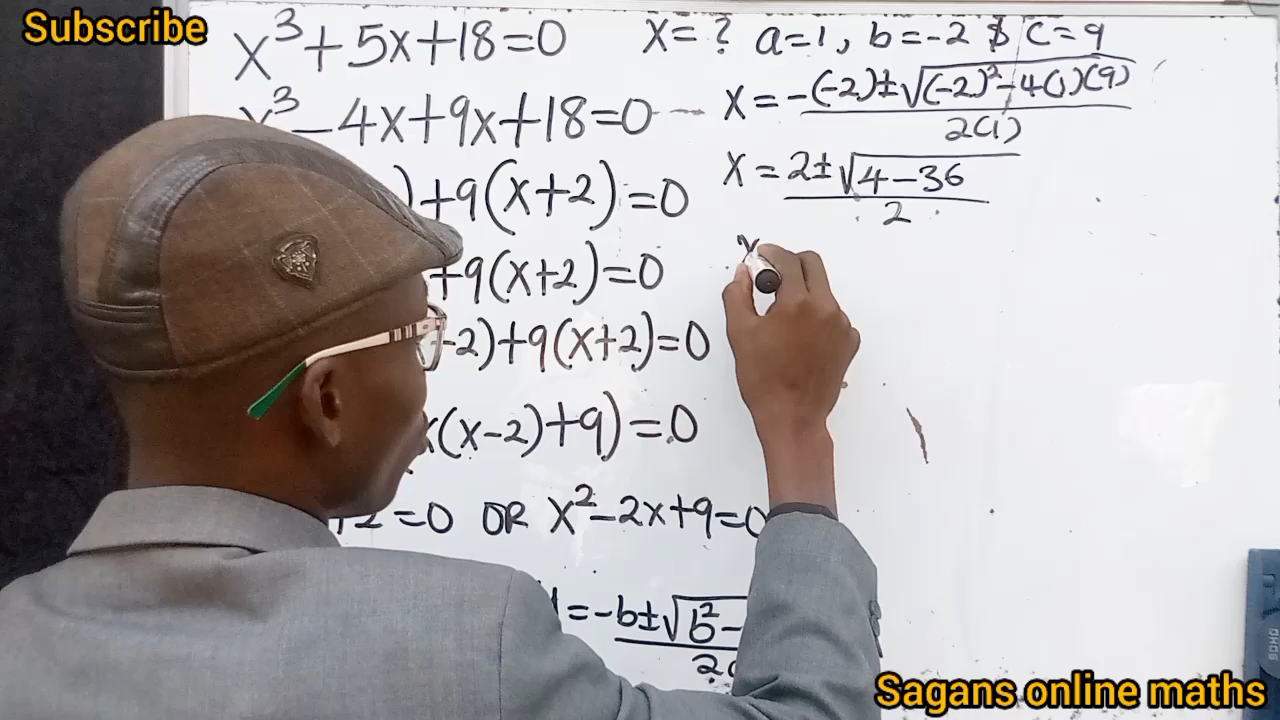 Subscribe
x³+5x+18=0 x=? a=1, b=-2 & c=9
x³-4x+9x+18=0
x = -(-2)±√(-2)²-4(1)(9)
2(1)
)+9(x+2)=0
x = 2±√4-36
2
+9(x+2)=0
x
-2)+9(x+2)=0
x(x-2)+9)=0
+2=0 OR x²-2x+9=0
=-b±√b²-
2
Sagans online maths